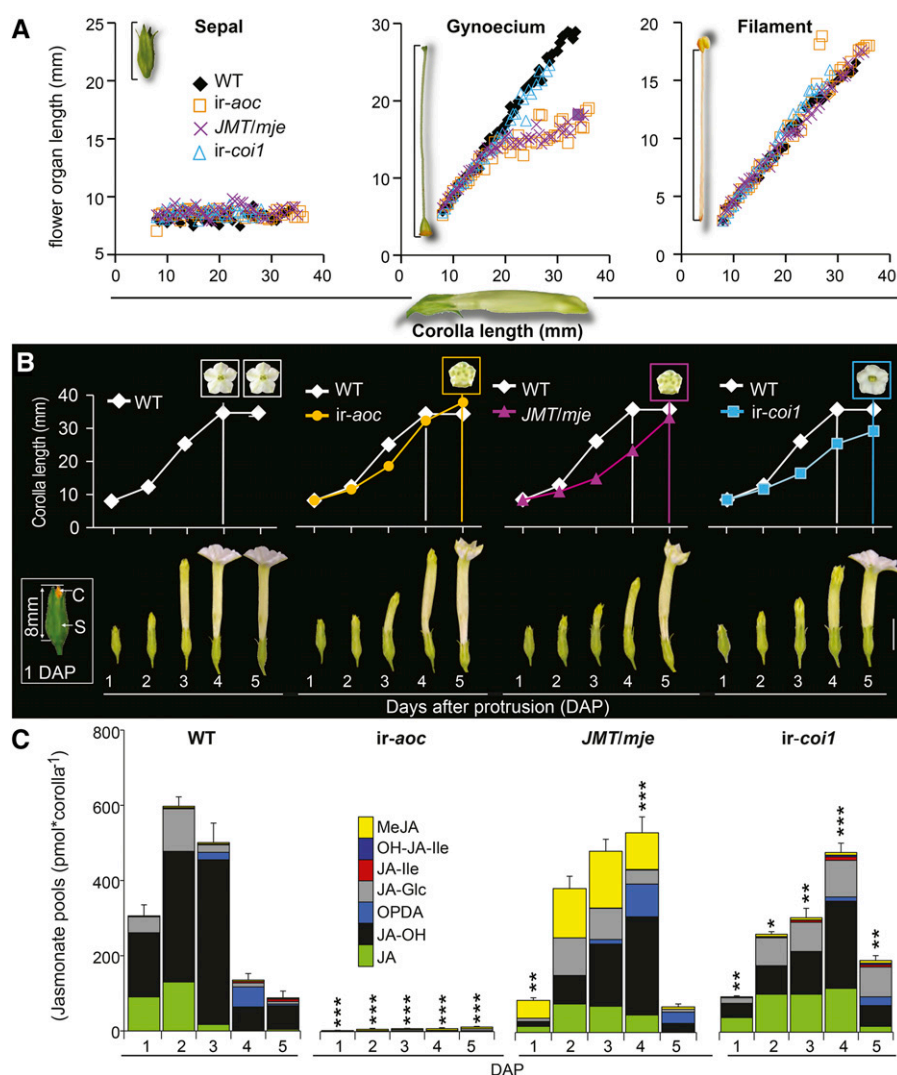 A
Sepal
Gynoecium
Filament
flower organ length (mm)
25
20
15
10
5
WT
ir-aoc
JMT/mje
ir-coi1
0 10 20 30 40
30
20
10
0
0 10 20 30 40
20
15
10
5
0
0 10 20 30 40
Corolla length (mm)
B
Corolla length (mm)
40
30
20
10
0
WT
WT
ir-aoc
WT
JMT/mje
WT
ir-coi1
8mm
C
S
1 DAP
1 2 3 4 5
1 2 3 4 5
1 2 3 4 5
1 2 3 4 5
Days after protrusion (DAP)
C
WT
ir-aoc
JMT/mje
ir-coi1
(Jasmonate pools (pmol*corolla-1)
800
600
400
200
0
MeJA
OH-JA-Ile
JA-Ile
JA-Glc
OPDA
JA-OH
JA
*** *** *** *** ***
** ***
** * ** *** **
1 2 3 4 5
1 2 3 4 5
1 2 3 4 5
1 2 3 4 5
DAP